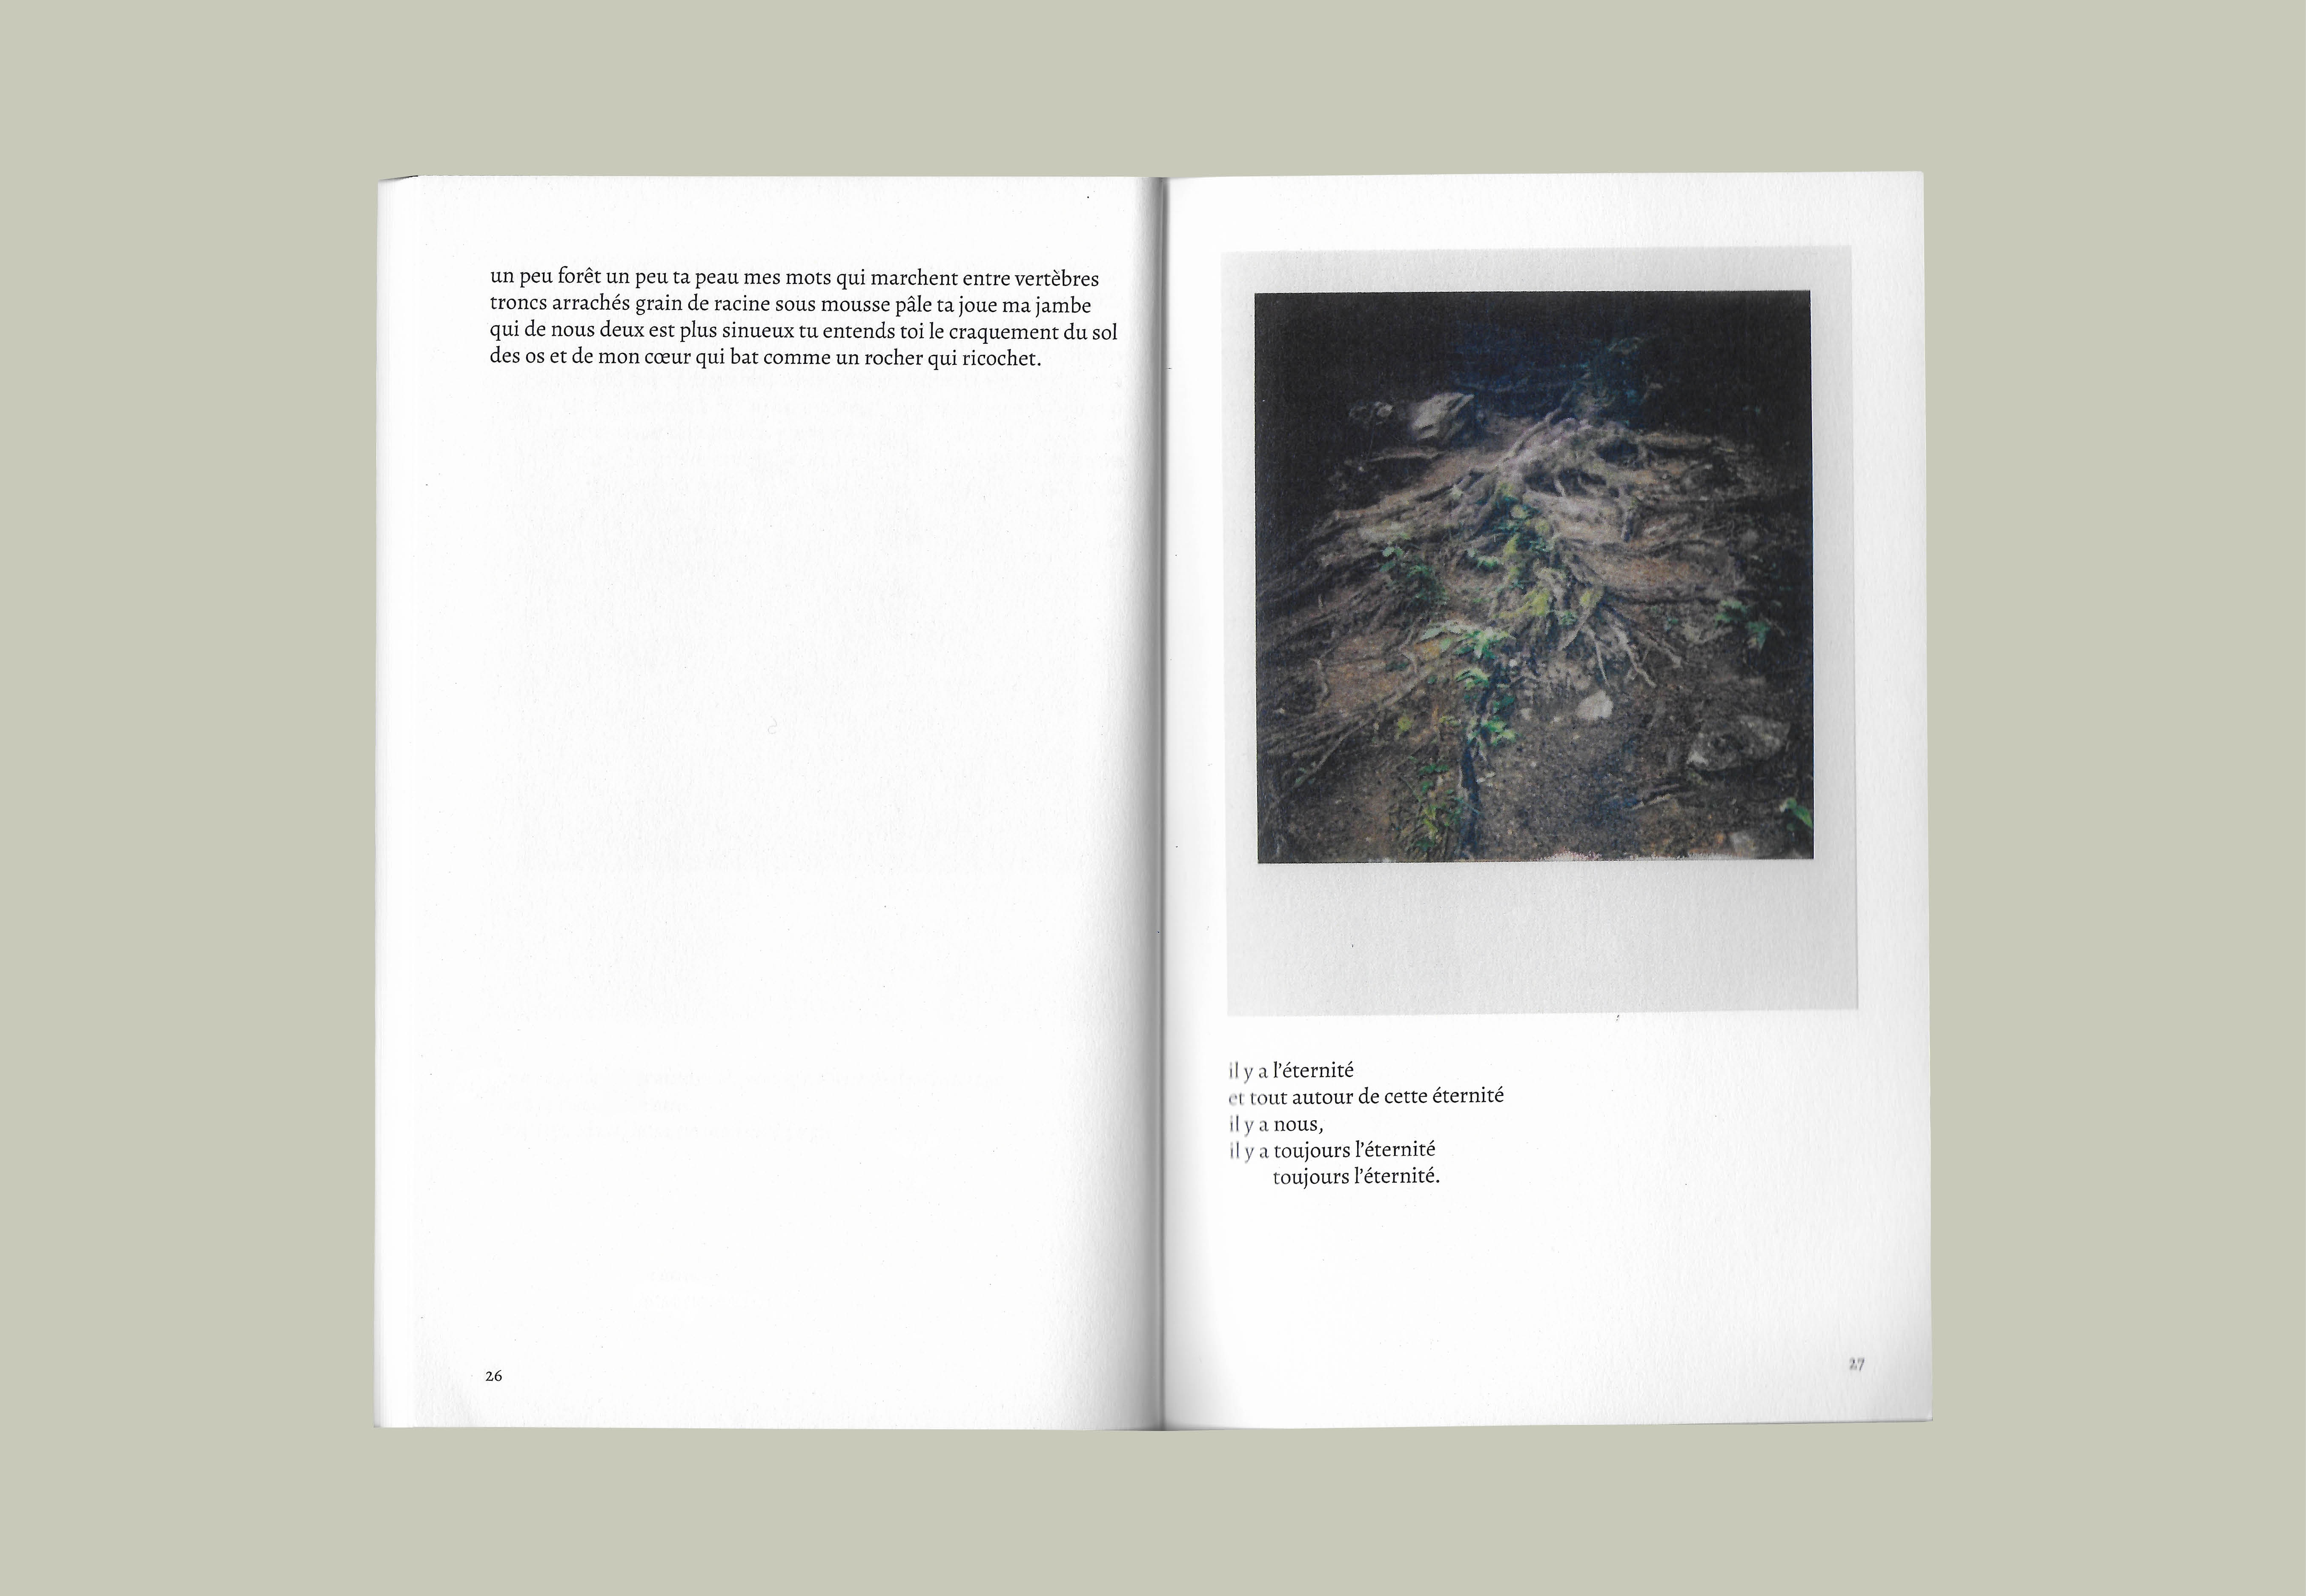 un peu forêt un peu ta peau mes mots qui marchent entre vertèbres
troncs arrachés grain de racine sous mousse pâle ta joue ma jambe
qui de nous deux est plus sinueux tu entends toi le craquement du sol
des os et de mon cœur qui bat comme un rocher qui ricochet.
26
il y a l’éternité
et tout autour de cette éternité
il y a nous,
il y a toujours l’éternité
toujours l’éternité.
27